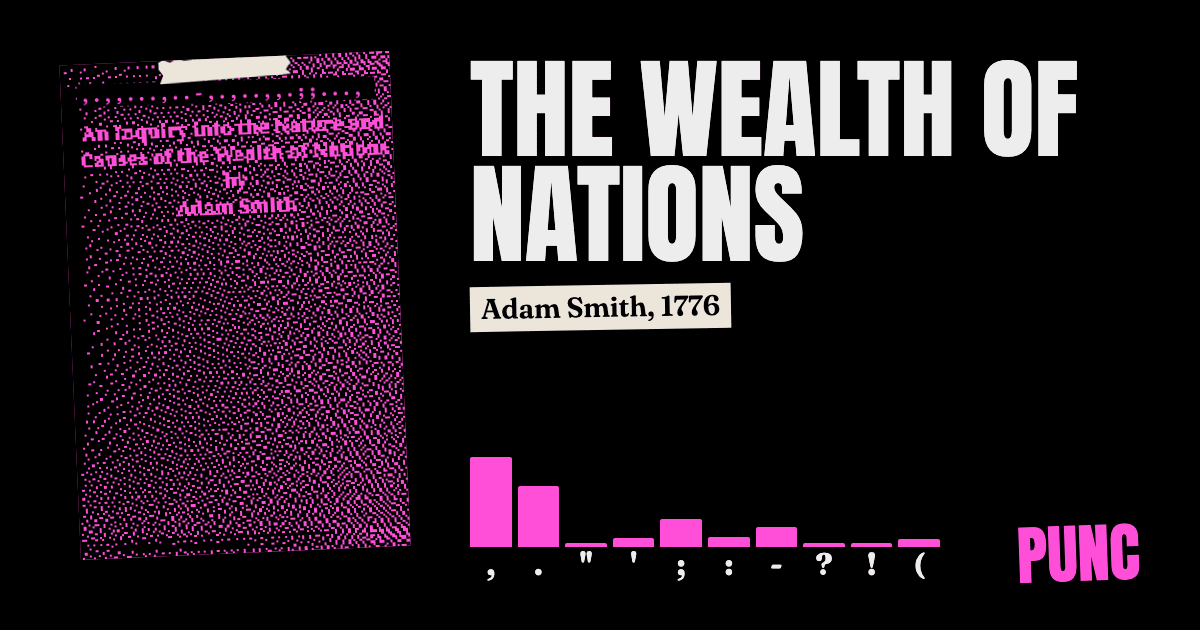 , . , , , . . , . . - , . , , . , , ; ; . . . ,
An Inquiry into the Nature and
Causes of the Wealth of Nations
by
Adam Smith
THE WEALTH OF
NATIONS
Adam Smith, 1776
, . " ' ; : - ? ! (
PUNC